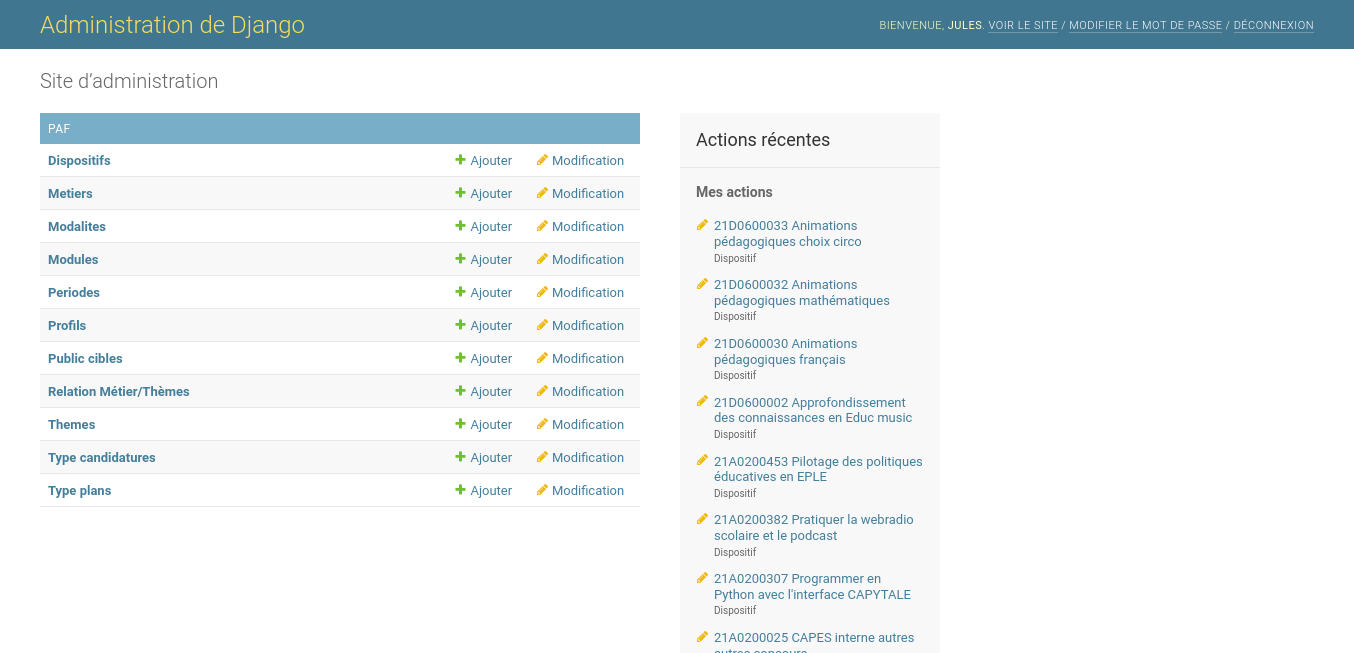 Administration de Django
BIENVENUE, JULES. VOIR LE SITE / MODIFIER LE MOT DE PASSE / DÉCONNEXION
Site d’administration
PAF
Dispositifs Ajouter Modification
Metiers Ajouter Modification
Modalites Ajouter Modification
Modules Ajouter Modification
Periodes Ajouter Modification
Profils Ajouter Modification
Public cibles Ajouter Modification
Relation Métier/Thèmes Ajouter Modification
Themes Ajouter Modification
Type candidatures Ajouter Modification
Type plans Ajouter Modification
Actions récentes
Mes actions
21D0600033 Animations
pédagogiques choix circo
Dispositif
21D0600032 Animations
pédagogiques mathématiques
Dispositif
21D0600030 Animations
pédagogiques français
Dispositif
21D0600002 Approfondissement
des connaissances en Educ music
Dispositif
21A0200453 Pilotage des politiques
éducatives en EPLE
Dispositif
21A0200382 Pratiquer la webradio
scolaire et le podcast
Dispositif
21A0200307 Programmer en
Python avec l'interface CAPYTALE
Dispositif
21A0200025 CAPES interne autres